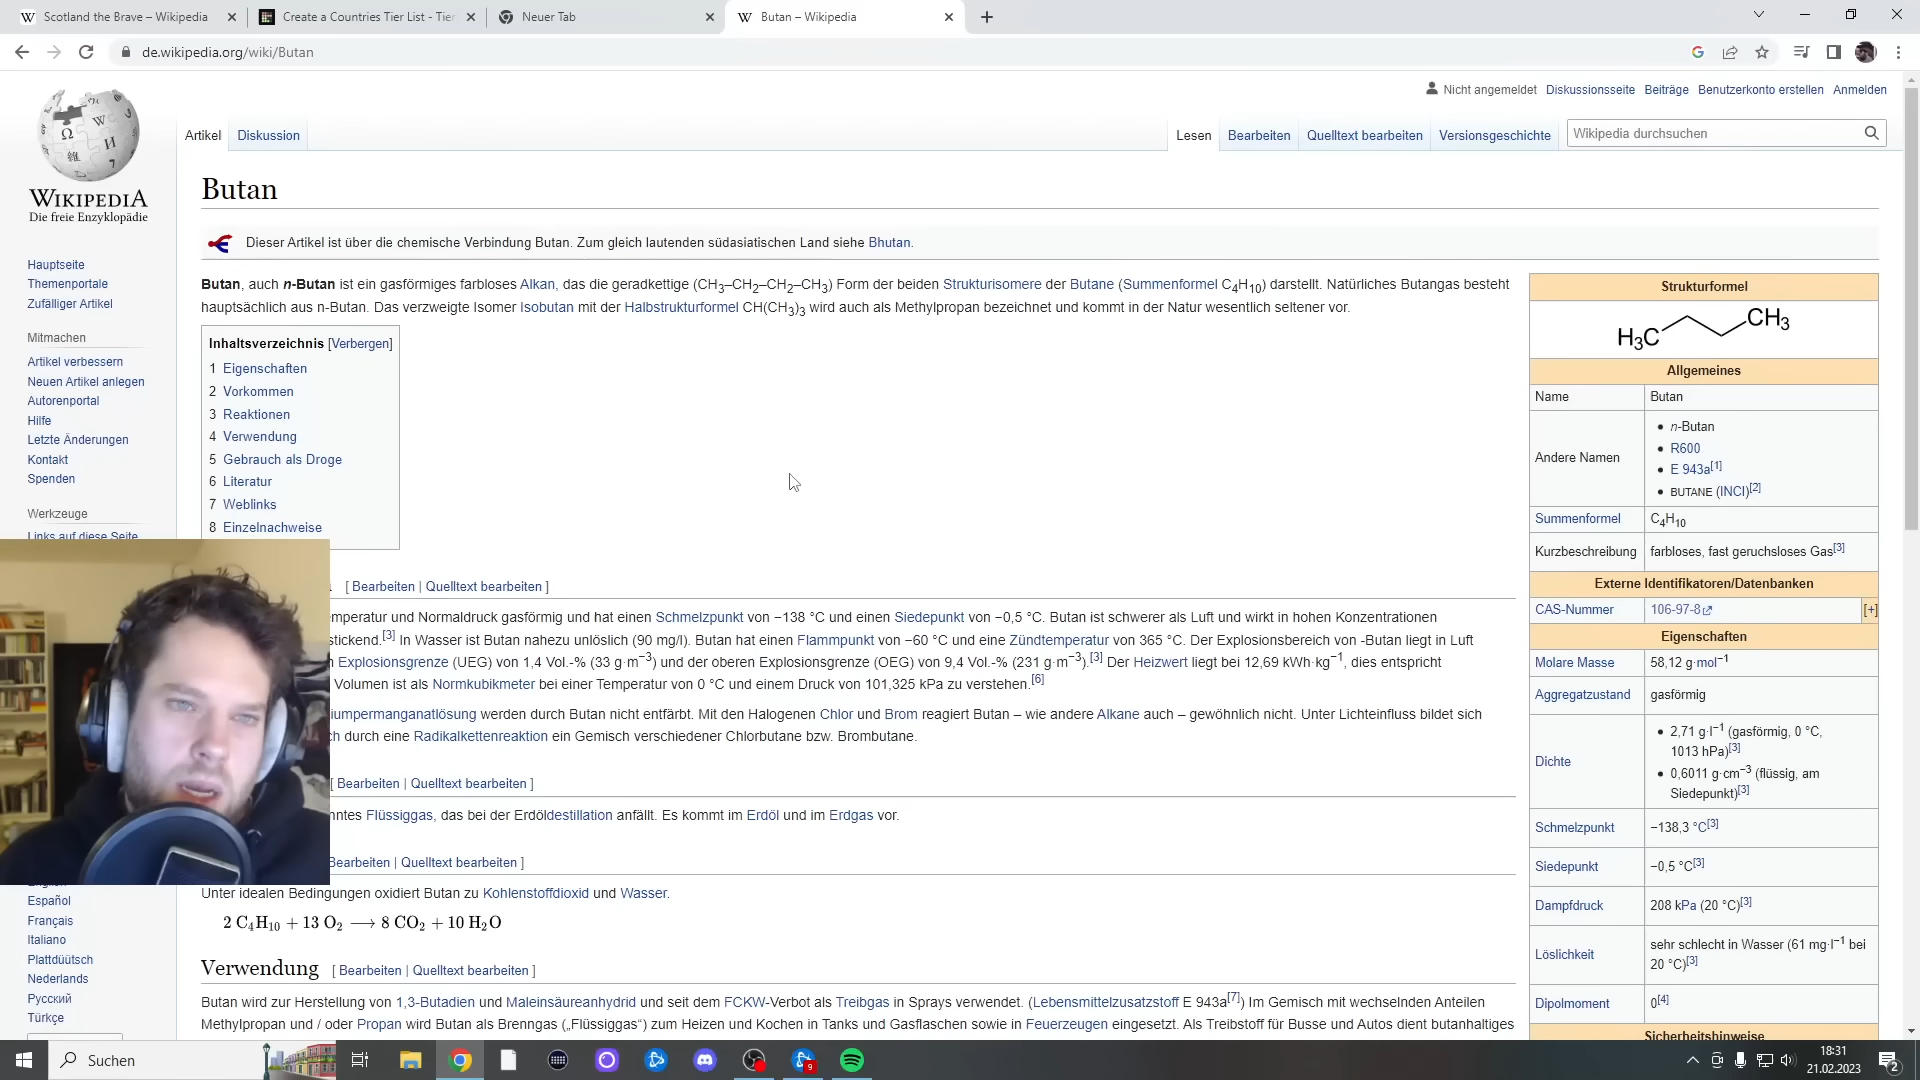 Scotland the Brave – Wikipedia
Create a Countries Tier List - Tier
Neuer Tab
Butan – Wikipedia
de.wikipedia.org/wiki/Butan
Nicht angemeldet Diskussionsseite Beiträge Benutzerkonto erstellen Anmelden
Artikel Diskussion
Lesen Bearbeiten Quelltext bearbeiten Versionsgeschichte
Wikipedia durchsuchen
WIKIPEDIA
Die freie Enzyklopädie
Hauptseite
Themenportale
Zufälliger Artikel
Mitmachen
Artikel verbessern
Neuen Artikel anlegen
Autorenportal
Hilfe
Letzte Änderungen
Kontakt
Spenden
Werkzeuge
Links auf diese Seite
Español
Français
Italiano
Plattdüütsch
Nederlands
Русский
Türkçe
Butan
Dieser Artikel ist über die chemische Verbindung Butan. Zum gleich lautenden südasiatischen Land siehe Bhutan.
Butan, auch n-Butan ist ein gasförmiges farbloses Alkan, das die geradkettige (CH3–CH2–CH2–CH3) Form der beiden Strukturisomere der Butane (Summenformel C4H10) darstellt. Natürliches Butangas besteht
hauptsächlich aus n-Butan. Das verzweigte Isomer Isobutan mit der Halbstrukturformel CH(CH3)3 wird auch als Methylpropan bezeichnet und kommt in der Natur wesentlich seltener vor.
Inhaltsverzeichnis [Verbergen]
1 Eigenschaften
2 Vorkommen
3 Reaktionen
4 Verwendung
5 Gebrauch als Droge
6 Literatur
7 Weblinks
8 Einzelnachweise
[ Bearbeiten | Quelltext bearbeiten ]
mperatur und Normaldruck gasförmig und hat einen Schmelzpunkt von −138 °C und einen Siedepunkt von −0,5 °C. Butan ist schwerer als Luft und wirkt in hohen Konzentrationen
stickend.[3] In Wasser ist Butan nahezu unlöslich (90 mg/l). Butan hat einen Flammpunkt von −60 °C und eine Zündtemperatur von 365 °C. Der Explosionsbereich von -Butan liegt in Luft
n Explosionsgrenze (UEG) von 1,4 Vol.-% (33 g·m−3) und der oberen Explosionsgrenze (OEG) von 9,4 Vol.-% (231 g·m−3).[3] Der Heizwert liegt bei 12,69 kWh·kg−1, dies entspricht
Volumen ist als Normkubikmeter bei einer Temperatur von 0 °C und einem Druck von 101,325 kPa zu verstehen.[6]
iumpermanganatlösung werden durch Butan nicht entfärbt. Mit den Halogenen Chlor und Brom reagiert Butan – wie andere Alkane auch – gewöhnlich nicht. Unter Lichteinfluss bildet sich
ch durch eine Radikalkettenreaktion ein Gemisch verschiedener Chlorbutane bzw. Brombutane.
[ Bearbeiten | Quelltext bearbeiten ]
nntes Flüssiggas, das bei der Erdöldestillation anfällt. Es kommt im Erdöl und im Erdgas vor.
Bearbeiten | Quelltext bearbeiten ]
Unter idealen Bedingungen oxidiert Butan zu Kohlenstoffdioxid und Wasser.
2 C4H10 + 13 O2 ⟶ 8 CO2 + 10 H2O
Verwendung [ Bearbeiten | Quelltext bearbeiten ]
Butan wird zur Herstellung von 1,3-Butadien und Maleinsäureanhydrid und seit dem FCKW-Verbot als Treibgas in Sprays verwendet. (Lebensmittelzusatzstoff E 943a[7]) Im Gemisch mit wechselnden Anteilen
Methylpropan und / oder Propan wird Butan als Brenngas („Flüssiggas“) zum Heizen und Kochen in Tanks und Gasflaschen sowie in Feuerzeugen eingesetzt. Als Treibstoff für Busse und Autos dient butanhaltiges
Strukturformel
H3C CH3
Allgemeines
Name Butan
Andere Namen
n-Butan
R600
E 943a[1]
BUTANE (INCI)[2]
Summenformel C4H10
Kurzbeschreibung farbloses, fast geruchsloses Gas[3]
Externe Identifikatoren/Datenbanken
CAS-Nummer 106-97-8 [+]
Eigenschaften
Molare Masse 58,12 g·mol−1
Aggregatzustand gasförmig
Dichte
2,71 g·l−1 (gasförmig, 0 °C,
1013 hPa)[3]
0,6011 g·cm−3 (flüssig, am
Siedepunkt)[3]
Schmelzpunkt −138,3 °C[3]
Siedepunkt −0,5 °C[3]
Dampfdruck 208 kPa (20 °C)[3]
Löslichkeit sehr schlecht in Wasser (61 mg·l−1 bei
20 °C)[3]
Dipolmoment 0[4]
Sicherheitshinweise
Suchen
9
18:31
21.02.2023
2